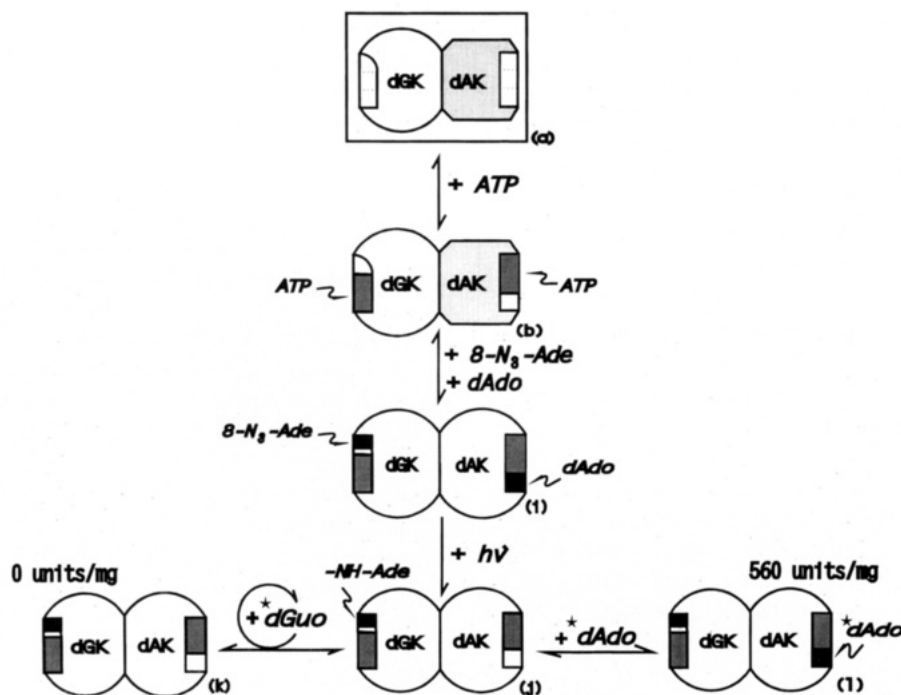 dGK dAK
(a)
+ ATP
ATP dGK dAK ATP
(b)
+ 8-N3-Ade
+ dAdo
8-N3-Ade
dGK dAK dAdo
(i)
+ hν
0 units/mg -NH-Ade 560 units/mg
+ *dGuo + *dAdo *dAdo
dGK dAK dGK dAK dGK dAK
(k) (j) (l)